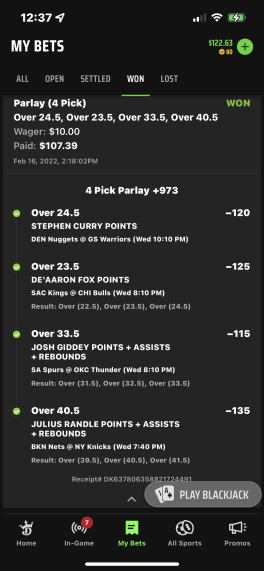 12:37
MY BETS
$122.63
80
ALL OPEN SETTLED WON LOST
Parlay (4 Pick) WON
Over 24.5, Over 23.5, Over 33.5, Over 40.5
Wager: $10.00
Paid: $107.39
Feb 16, 2022, 2:18:02PM
4 Pick Parlay +973
Over 24.5 −120
STEPHEN CURRY POINTS
DEN Nuggets @ GS Warriors (Wed 10:10 PM)
Over 23.5 −125
DE'AARON FOX POINTS
SAC Kings @ CHI Bulls (Wed 8:10 PM)
Result: Over (22.5), Over (23.5), Over (24.5)
Over 33.5 −115
JOSH GIDDEY POINTS + ASSISTS
+ REBOUNDS
SA Spurs @ OKC Thunder (Wed 8:10 PM)
Result: Over (31.5), Over (32.5), Over (33.5)
Over 40.5 −135
JULIUS RANDLE POINTS + ASSISTS
+ REBOUNDS
BKN Nets @ NY Knicks (Wed 7:40 PM)
Result: Over (39.5), Over (40.5), Over (41.5)
Receipt# DK637806358821724491
PLAY BLACKJACK
7
Home In-Game My Bets All Sports Promos